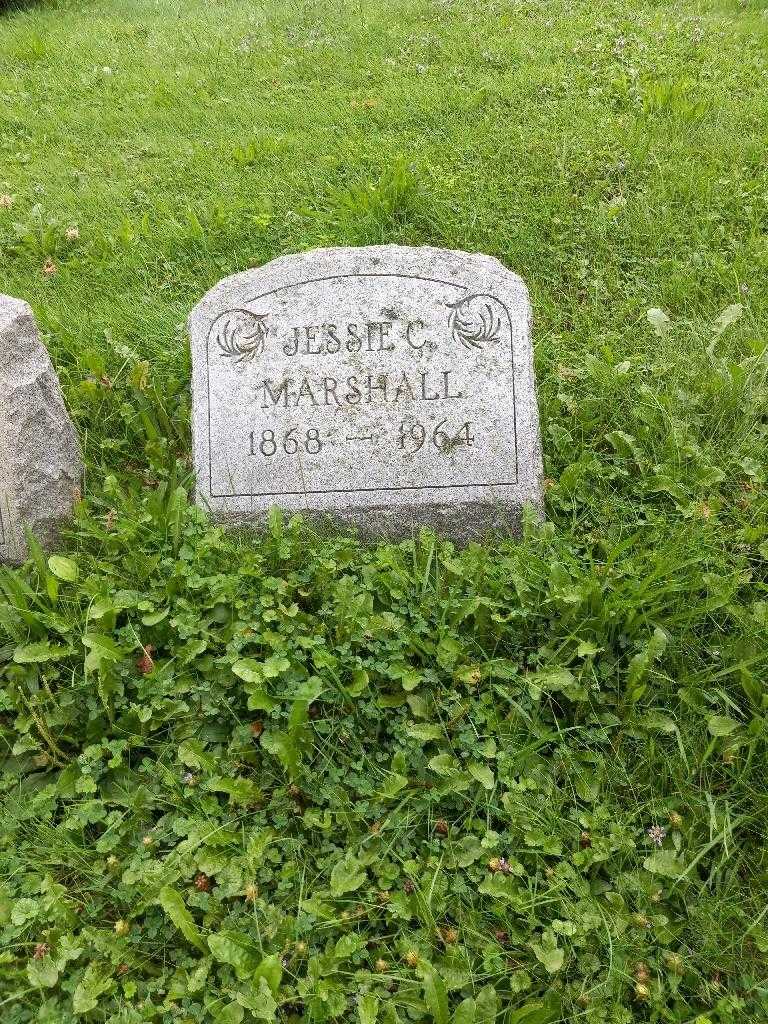 JESSIE C.
MARSHALL
1868 — 1964